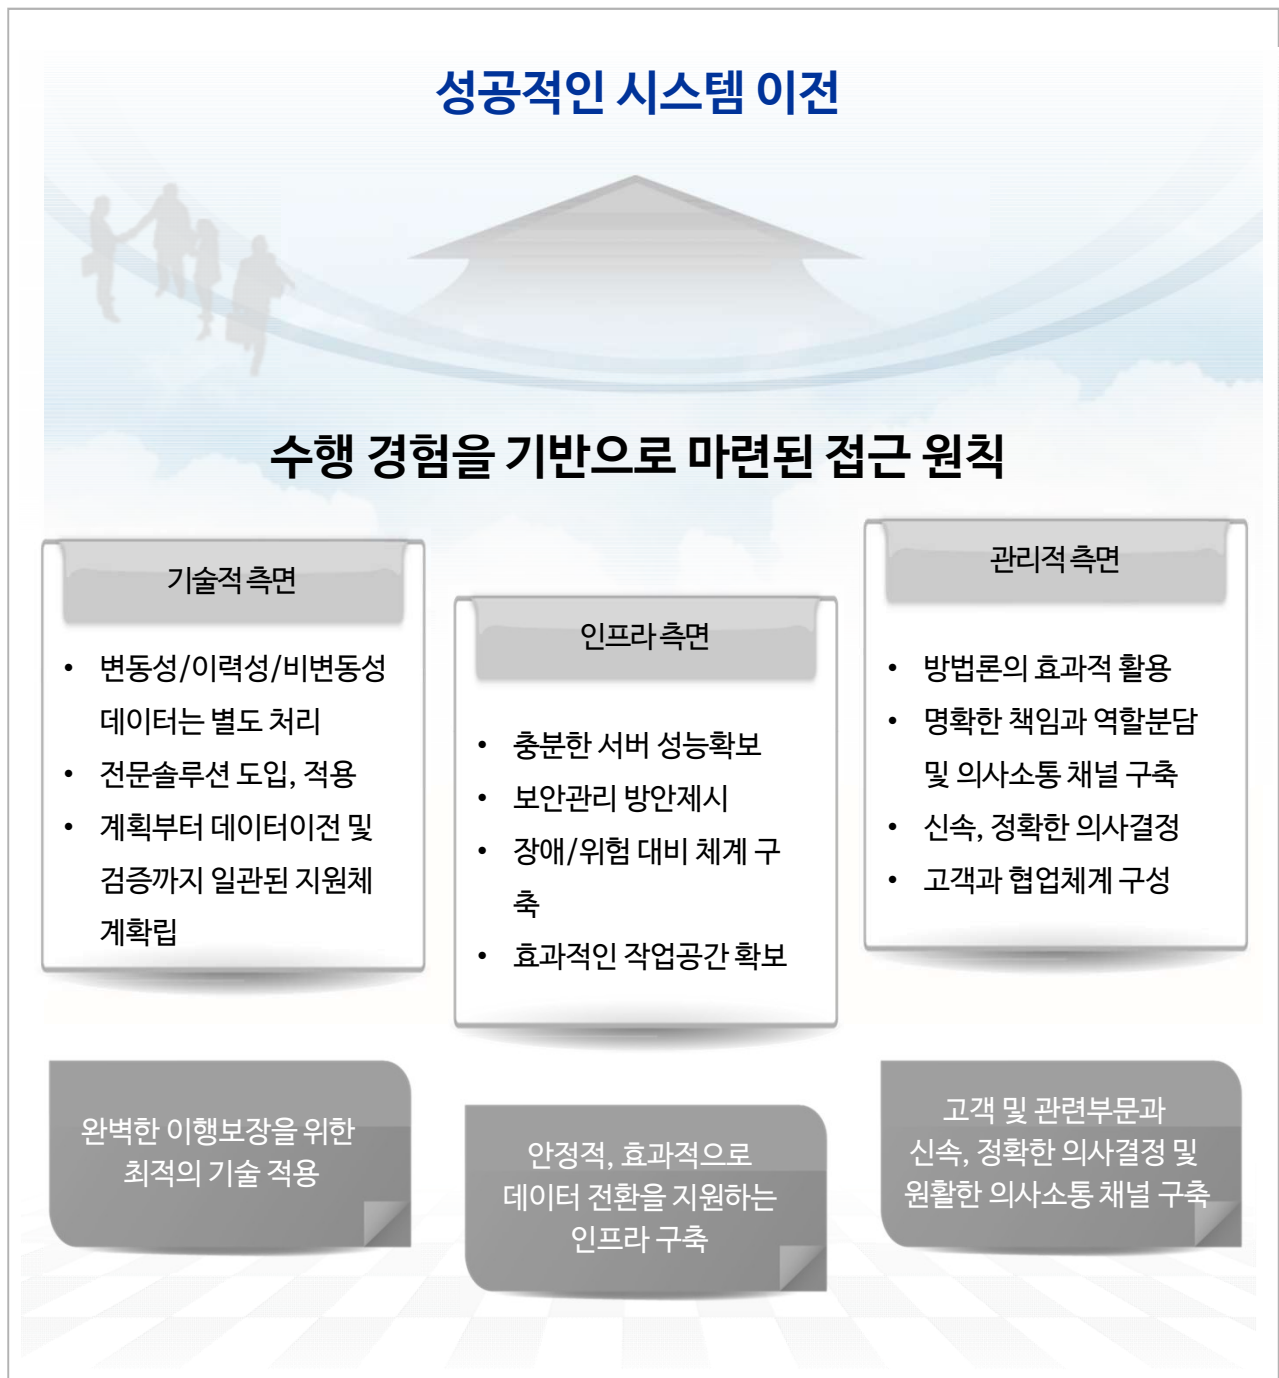 성공적인 시스템 이전
수행 경험을 기반으로 마련된 접근 원칙
기술적 측면
• 변동성/이력성/비변동성
데이터는 별도 처리
• 전문솔루션 도입, 적용
• 계획부터 데이터이전 및
검증까지 일관된 지원체
계확립
인프라 측면
• 충분한 서버 성능확보
• 보안관리 방안제시
• 장애/위험 대비 체계 구
축
• 효과적인 작업공간 확보
관리적 측면
• 방법론의 효과적 활용
• 명확한 책임과 역할분담
및 의사소통 채널 구축
• 신속, 정확한 의사결정
• 고객과 협업체계 구성
완벽한 이행보장을 위한
최적의 기술 적용
안정적, 효과적으로
데이터 전환을 지원하는
인프라 구축
고객 및 관련부문과
신속, 정확한 의사결정 및
원활한 의사소통 채널 구축